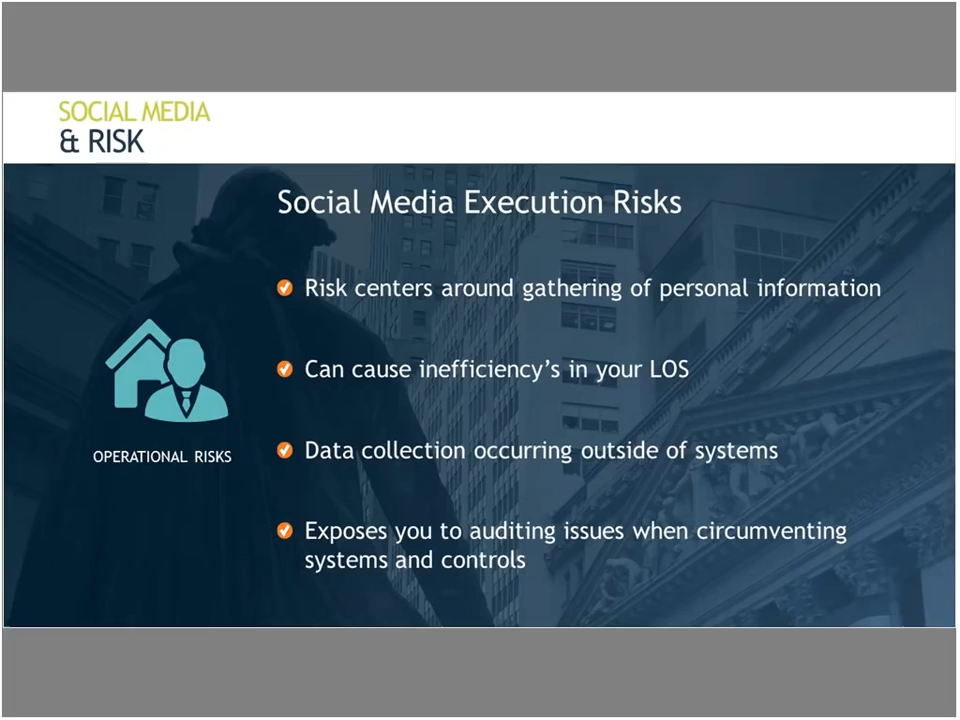 SOCIAL MEDIA
& RISK
Social Media Execution Risks
Risk centers around gathering of personal information
Can cause inefficiency's in your LOS
OPERATIONAL RISKS
Data collection occurring outside of systems
Exposes you to auditing issues when circumventing
systems and controls